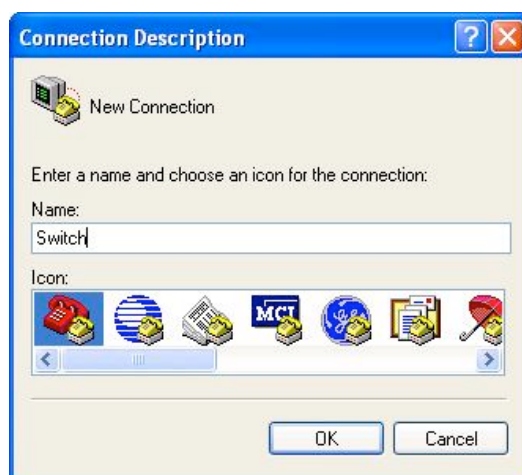 Connection Description
New Connection
Enter a name and choose an icon for the connection:
Name:
Switch
Icon:
MCI
OK
Cancel